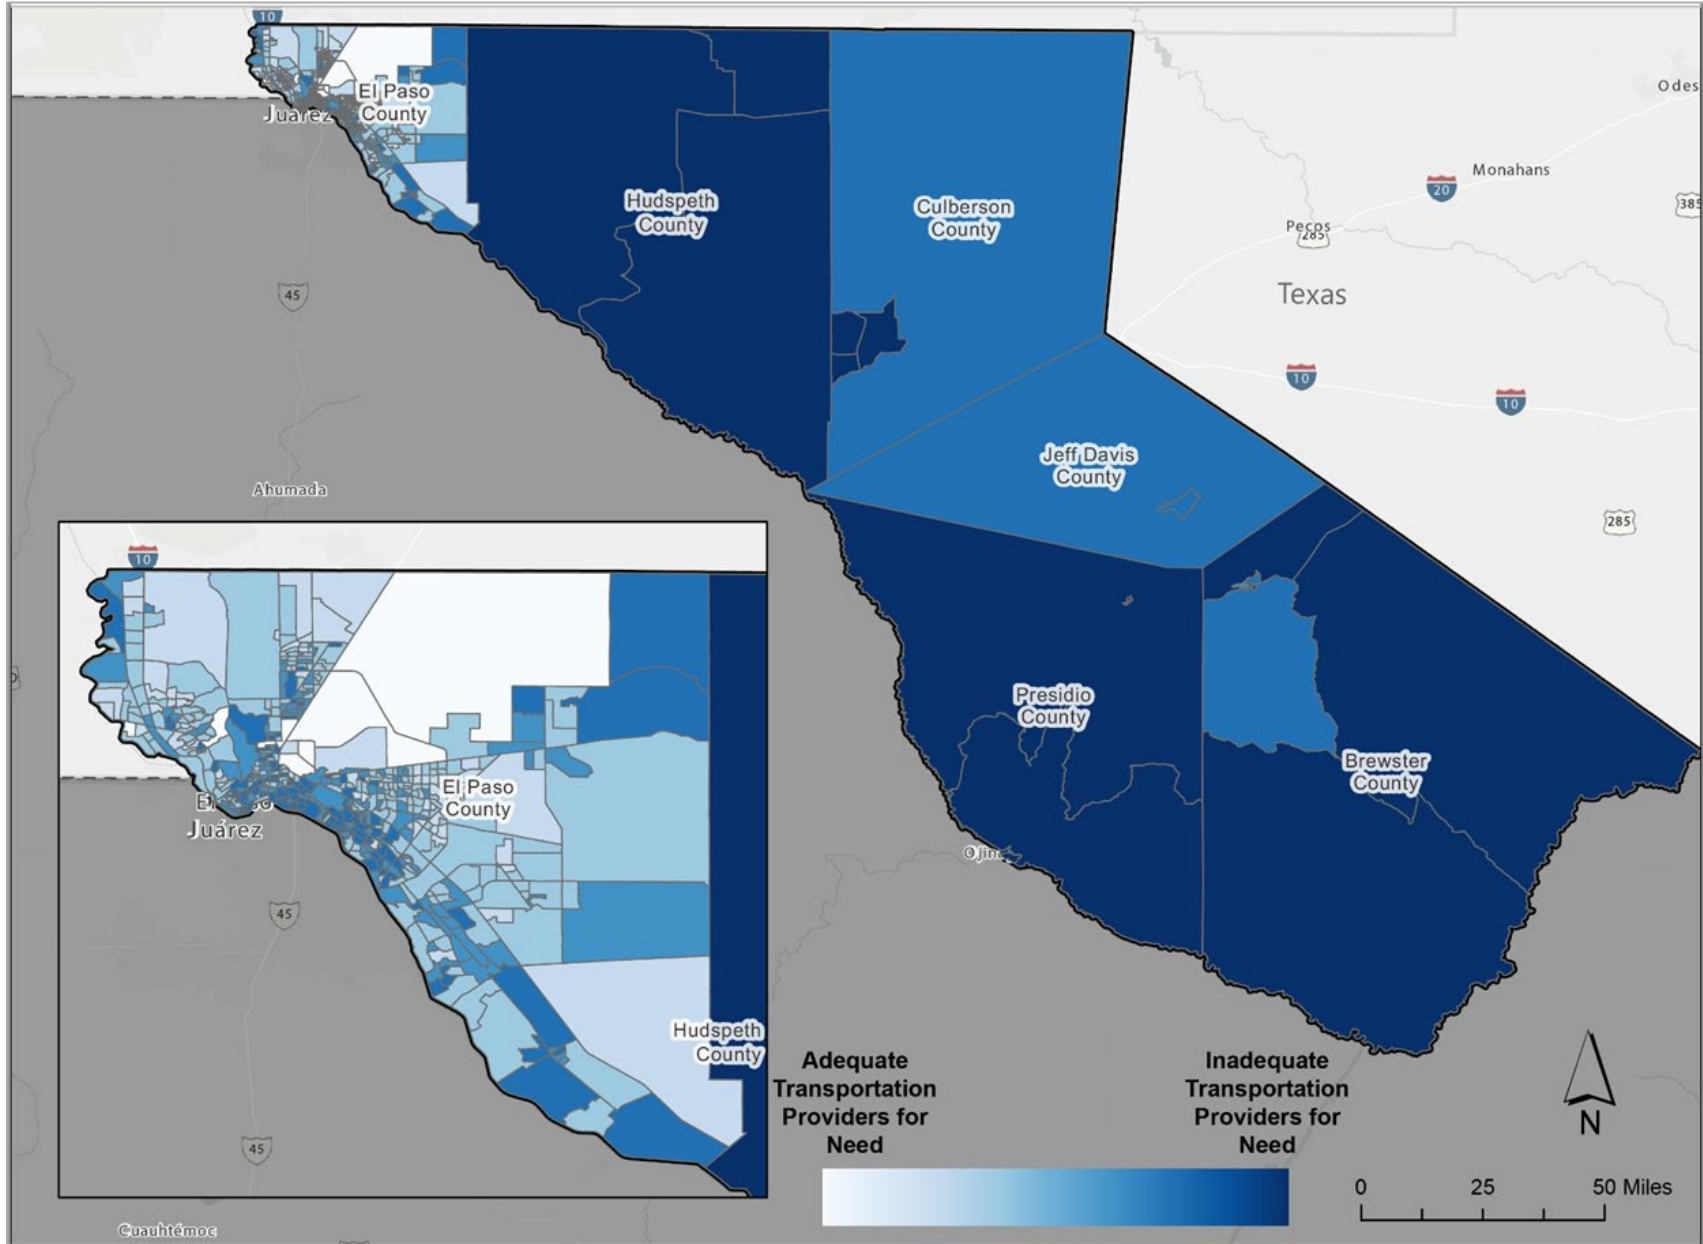 10
El Paso
County
Juárez
Odes
Monahans
20
385
Hudspeth
County
Culberson
County
Pecos
285
Texas
45
10
10
Jeff Davis
County
Ahumada
285
10
Presidio
County
Brewster
County
El Paso
County
Juárez
Ojin
45
Hudspeth
County
45
Cuauhtémoc
Adequate
Transportation
Providers for
Need
Inadequate
Transportation
Providers for
Need
N
0 25 50 Miles